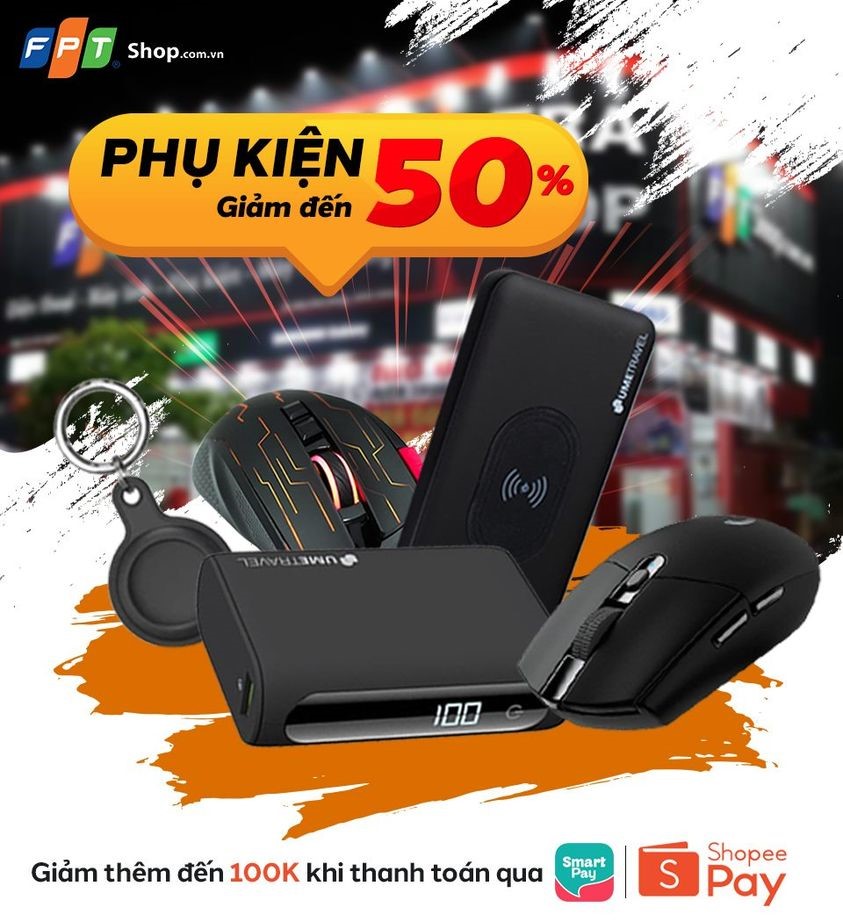 FPT Shop.com.vn
PHỤ KIỆN
Giảm đến
50%
UMETRAVEL
UMETRAVEL
100
Giảm thêm đến 100K khi thanh toán qua
Smart
Pay
S
Shopee
Pay